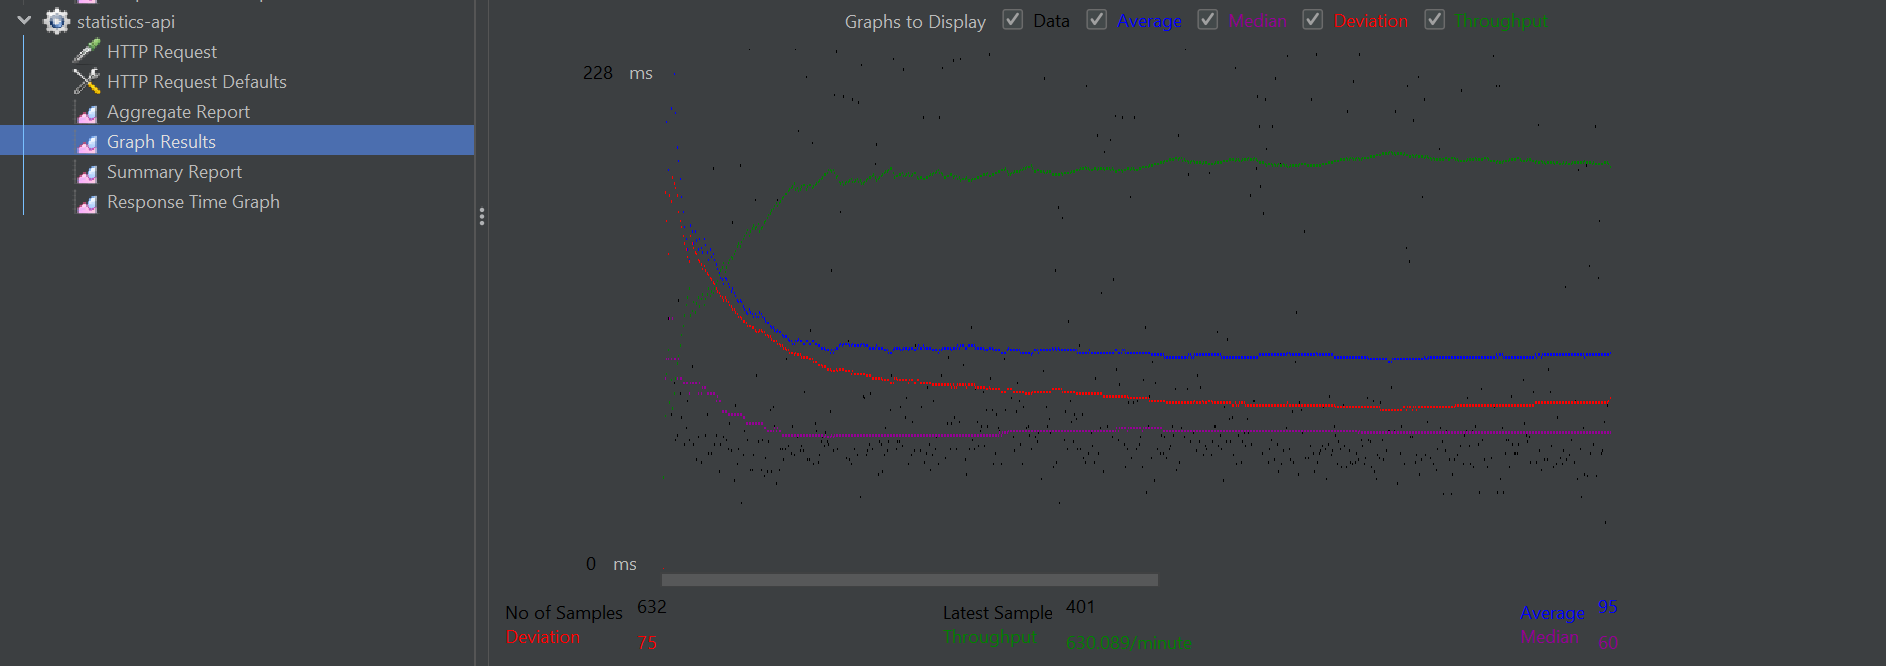 statistics-api
HTTP Request
HTTP Request Defaults
Aggregate Report
Graph Results
Summary Report
Response Time Graph
Graphs to Display Data Average Median Deviation Throughput
228 ms
0 ms
No of Samples 632 Latest Sample 401 Average 95
Deviation 75 Throughput 630.089/minute Median 60